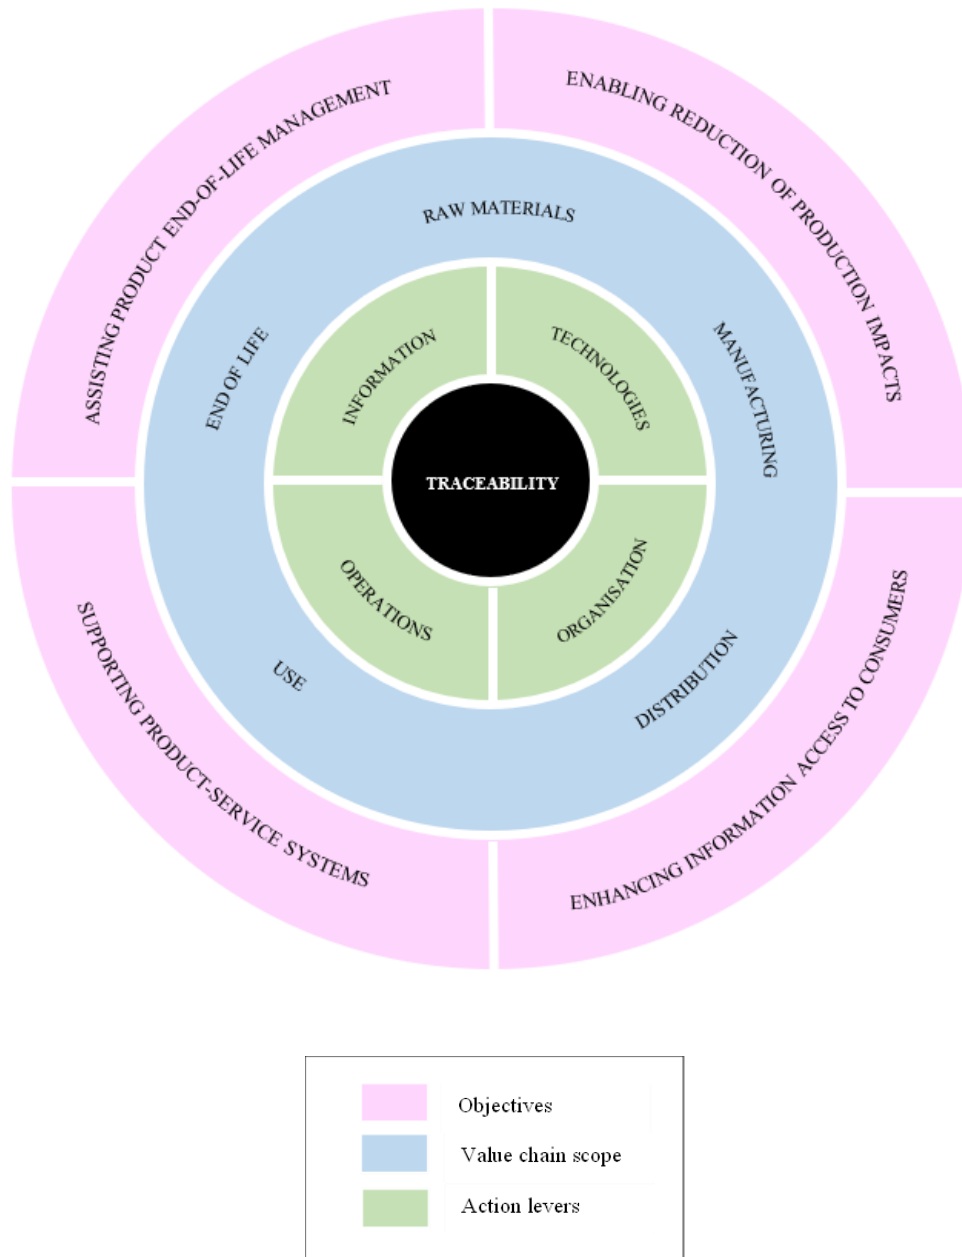 ASSISTING PRODUCT END-OF-LIFE MANAGEMENT
ENABLING REDUCTION OF PRODUCTION IMPACTS
ENHANCING INFORMATION ACCESS TO CONSUMERS
SUPPORTING PRODUCT-SERVICE SYSTEMS
RAW MATERIALS
MANUFACTURING
DISTRIBUTION
USE
END OF LIFE
INFORMATION
TECHNOLOGIES
ORGANISATION
OPERATIONS
TRACEABILITY
Objectives
Value chain scope
Action levers